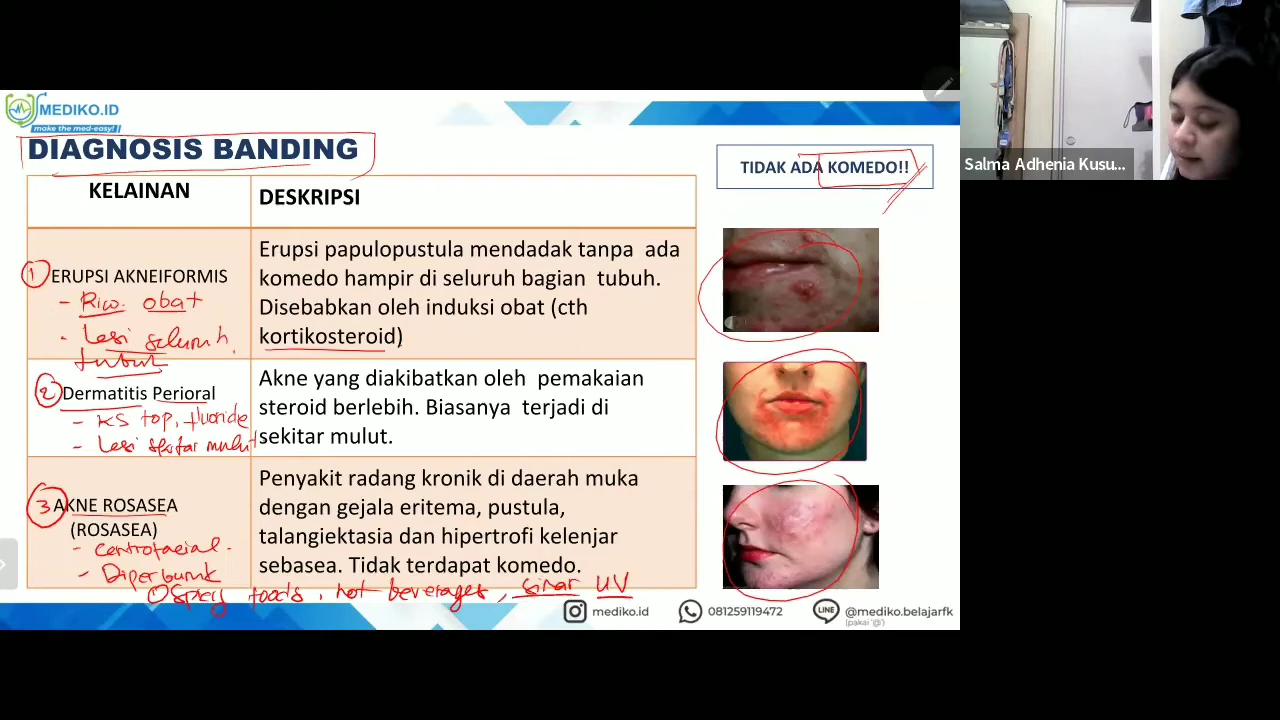 MEDIKO.ID
make the med-easy!
DIAGNOSIS BANDING
TIDAK ADA KOMEDO!!
Salma Adhenia Kusu...
KELAINAN
DESKRIPSI
1 ERUPSI AKNEIFORMIS
- Riw. obat
- Lesi seluruh
tubuh
Erupsi papulopustula mendadak tanpa ada
komedo hampir di seluruh bagian tubuh.
Disebabkan oleh induksi obat (cth
kortikosteroid)
2 Dermatitis Perioral
- KS top, fluoride
- Lesi sekitar mulut
Akne yang diakibatkan oleh pemakaian
steroid berlebih. Biasanya terjadi di
sekitar mulut.
3 AKNE ROSASEA
(ROSASEA)
- Centrofacial.
- Diperburuk
Penyakit radang kronik di daerah muka
dengan gejala eritema, pustula,
talangiektasia dan hipertrofi kelenjar
sebasea. Tidak terdapat komedo.
foods, hot beverages, sinar UV
mediko.id
081259119472
@mediko.belajarfk
(pakai '@')